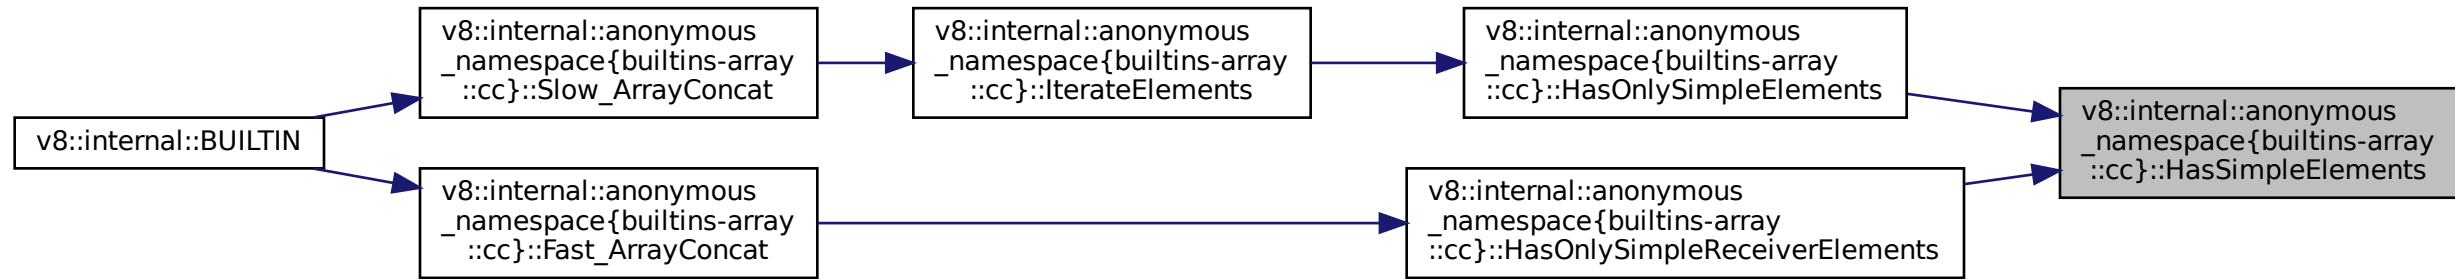 v8::internal::BUILTIN
v8::internal::anonymous
_namespace{builtins-array
::cc}::Slow_ArrayConcat
v8::internal::anonymous
_namespace{builtins-array
::cc}::IterateElements
v8::internal::anonymous
_namespace{builtins-array
::cc}::HasOnlySimpleElements
v8::internal::anonymous
_namespace{builtins-array
::cc}::HasSimpleElements
v8::internal::anonymous
_namespace{builtins-array
::cc}::Fast_ArrayConcat
v8::internal::anonymous
_namespace{builtins-array
::cc}::HasOnlySimpleReceiverElements